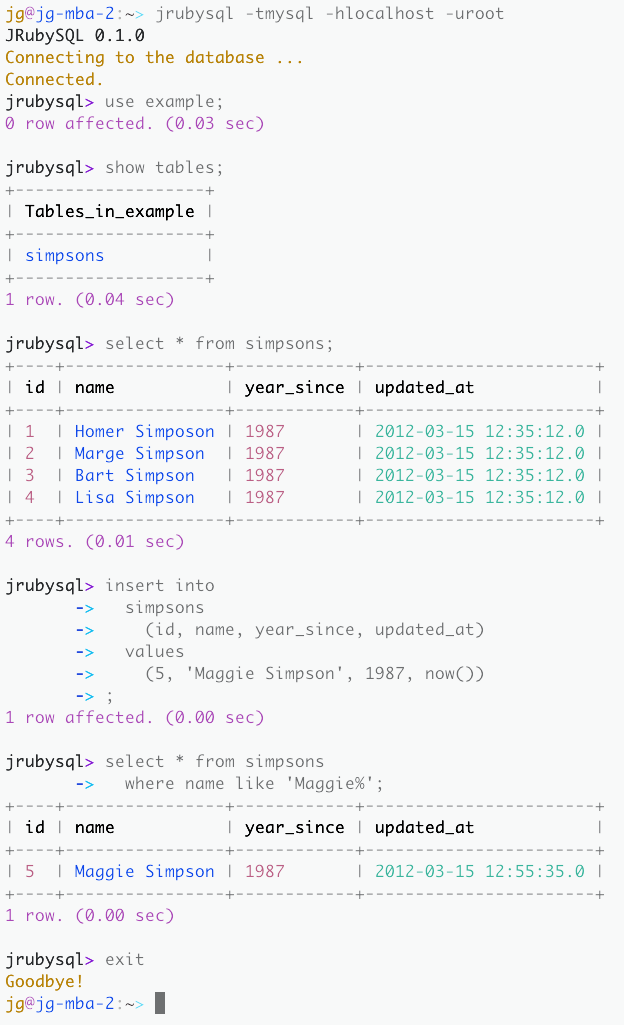 jg@jg-mba-2:~> jrubysql -tmysql -hlocalhost -uroot
JRubySQL 0.1.0
Connecting to the database ...
Connected.
jrubysql> use example;
0 row affected. (0.03 sec)

jrubysql> show tables;
+-------------------+
| Tables_in_example |
+-------------------+
| simpsons          |
+-------------------+
1 row. (0.04 sec)

jrubysql> select * from simpsons;
+----+----------------+------------+-----------------------+
| id | name           | year_since | updated_at            |
+----+----------------+------------+-----------------------+
| 1  | Homer Simposon | 1987       | 2012-03-15 12:35:12.0 |
| 2  | Marge Simpson  | 1987       | 2012-03-15 12:35:12.0 |
| 3  | Bart Simpson   | 1987       | 2012-03-15 12:35:12.0 |
| 4  | Lisa Simpson   | 1987       | 2012-03-15 12:35:12.0 |
+----+----------------+------------+-----------------------+
4 rows. (0.01 sec)

jrubysql> insert into
       ->   simpsons
       ->     (id, name, year_since, updated_at)
       ->   values
       ->     (5, 'Maggie Simpson', 1987, now())
       -> ;
1 row affected. (0.00 sec)

jrubysql> select * from simpsons
       ->   where name like 'Maggie%';
+----+----------------+------------+-----------------------+
| id | name           | year_since | updated_at            |
+----+----------------+------------+-----------------------+
| 5  | Maggie Simpson | 1987       | 2012-03-15 12:55:35.0 |
+----+----------------+------------+-----------------------+
1 row. (0.00 sec)

jrubysql> exit
Goodbye!
jg@jg-mba-2:~>